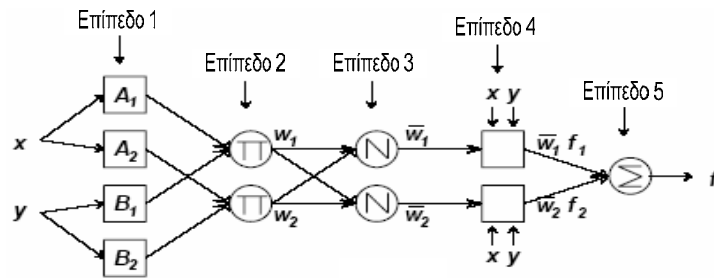 Επίπεδο 1
Επίπεδο 2
Επίπεδο 3
Επίπεδο 4
Επίπεδο 5
x y
A₁
A₂
B₁
B₂
x
y
Π
Π
w₁
w₂
N
N
w̅₁
w̅₂
w̅₁ f₁
w̅₂ f₂
x y
Σ
f